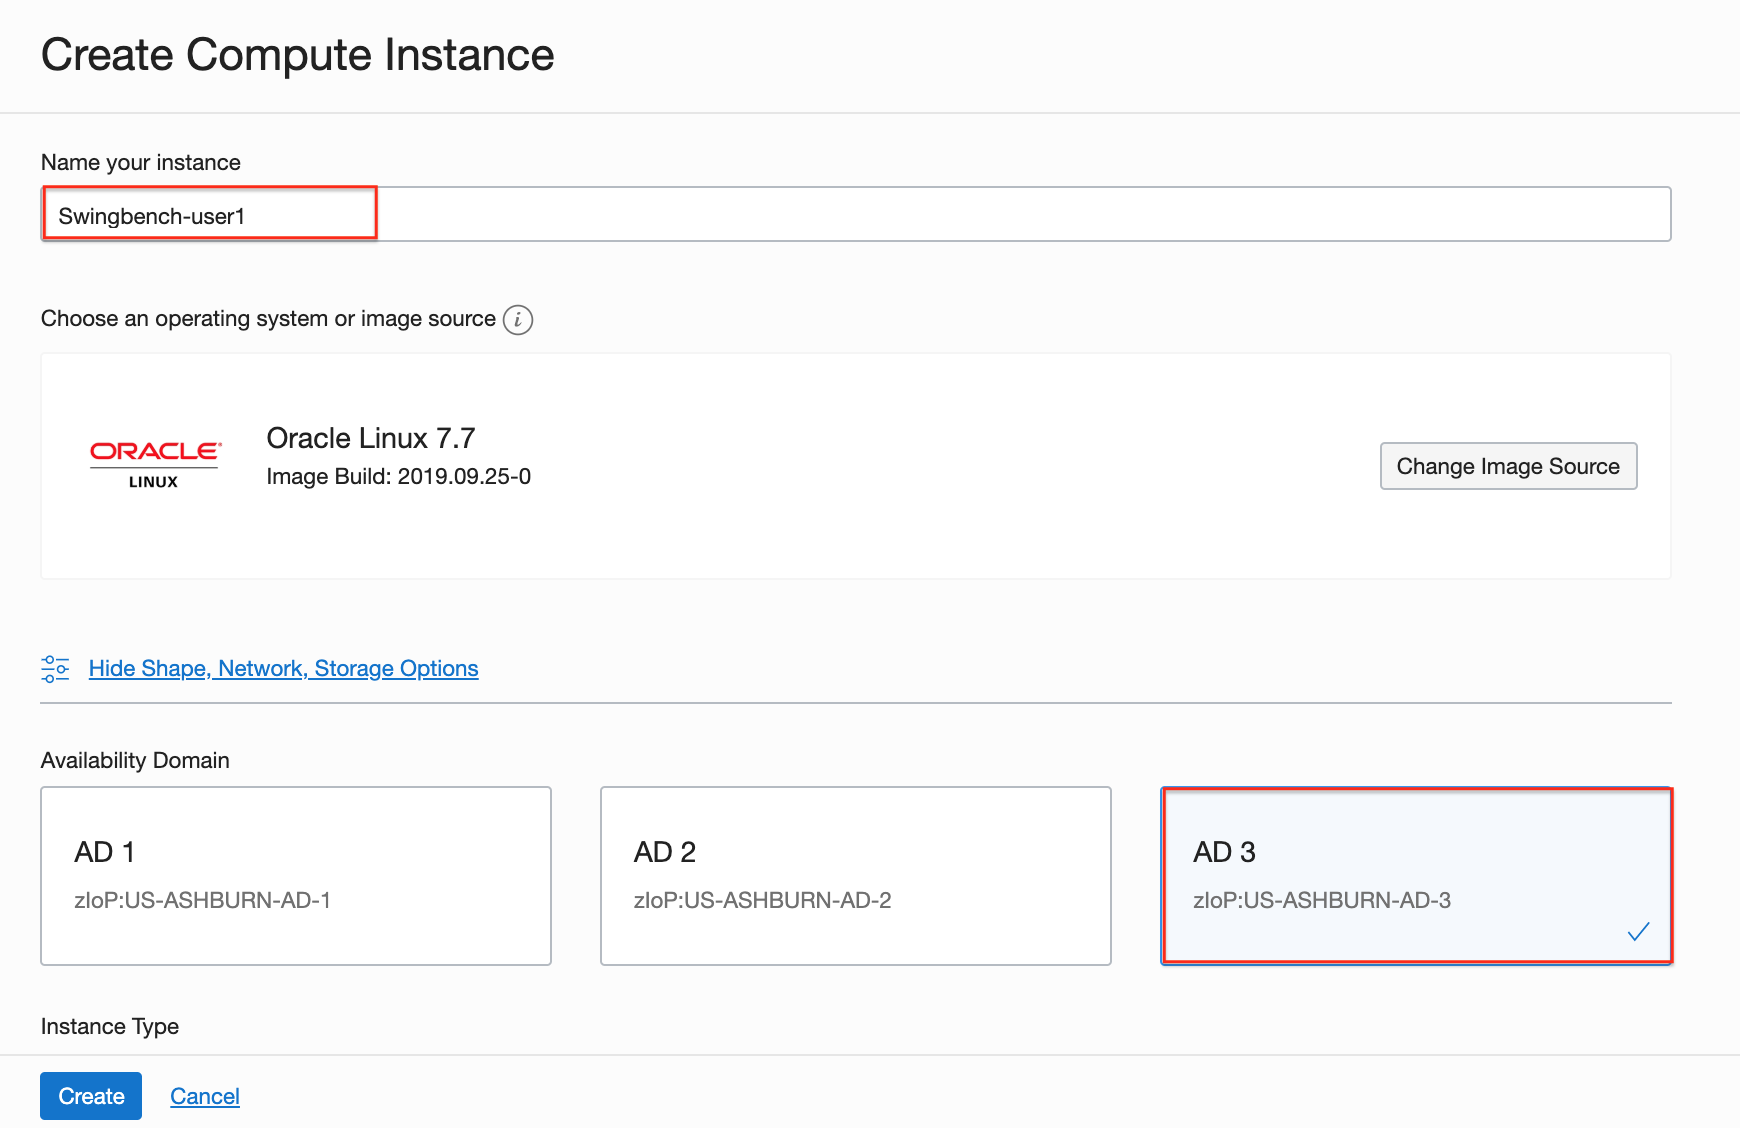 Create Compute Instance
Name your instance
Swingbench-user1
Choose an operating system or image source i
ORACLE
LINUX
Oracle Linux 7.7
Image Build: 2019.09.25-0
Change Image Source
Hide Shape, Network, Storage Options
Availability Domain
AD 1
zIoP:US-ASHBURN-AD-1
AD 2
zIoP:US-ASHBURN-AD-2
AD 3
zIoP:US-ASHBURN-AD-3
Instance Type
Create Cancel